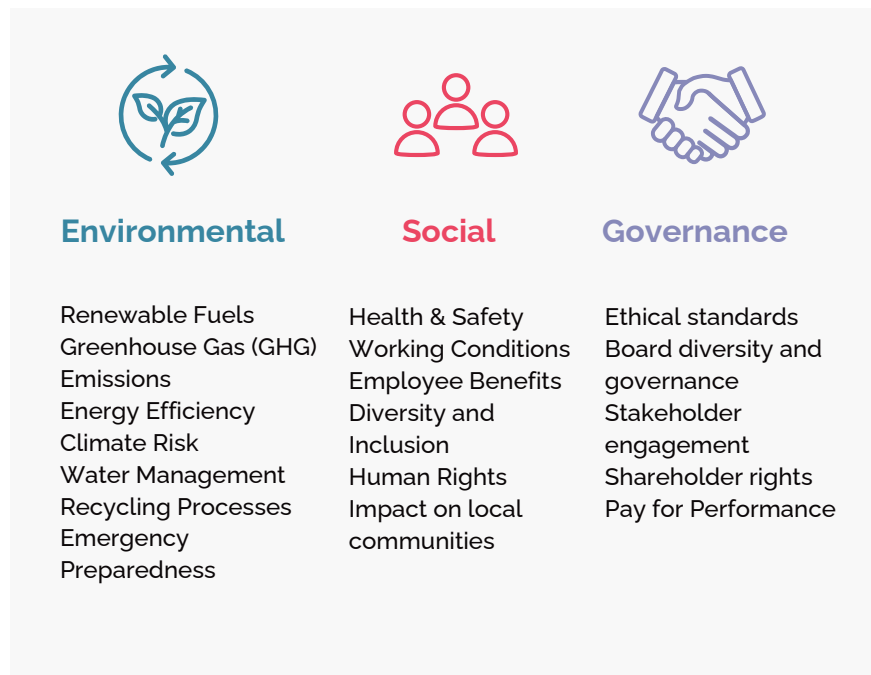 Environmental
Renewable Fuels
Greenhouse Gas (GHG)
Emissions
Energy Efficiency
Climate Risk
Water Management
Recycling Processes
Emergency
Preparedness
Social
Health & Safety
Working Conditions
Employee Benefits
Diversity and
Inclusion
Human Rights
Impact on local
communities
Governance
Ethical standards
Board diversity and
governance
Stakeholder
engagement
Shareholder rights
Pay for Performance